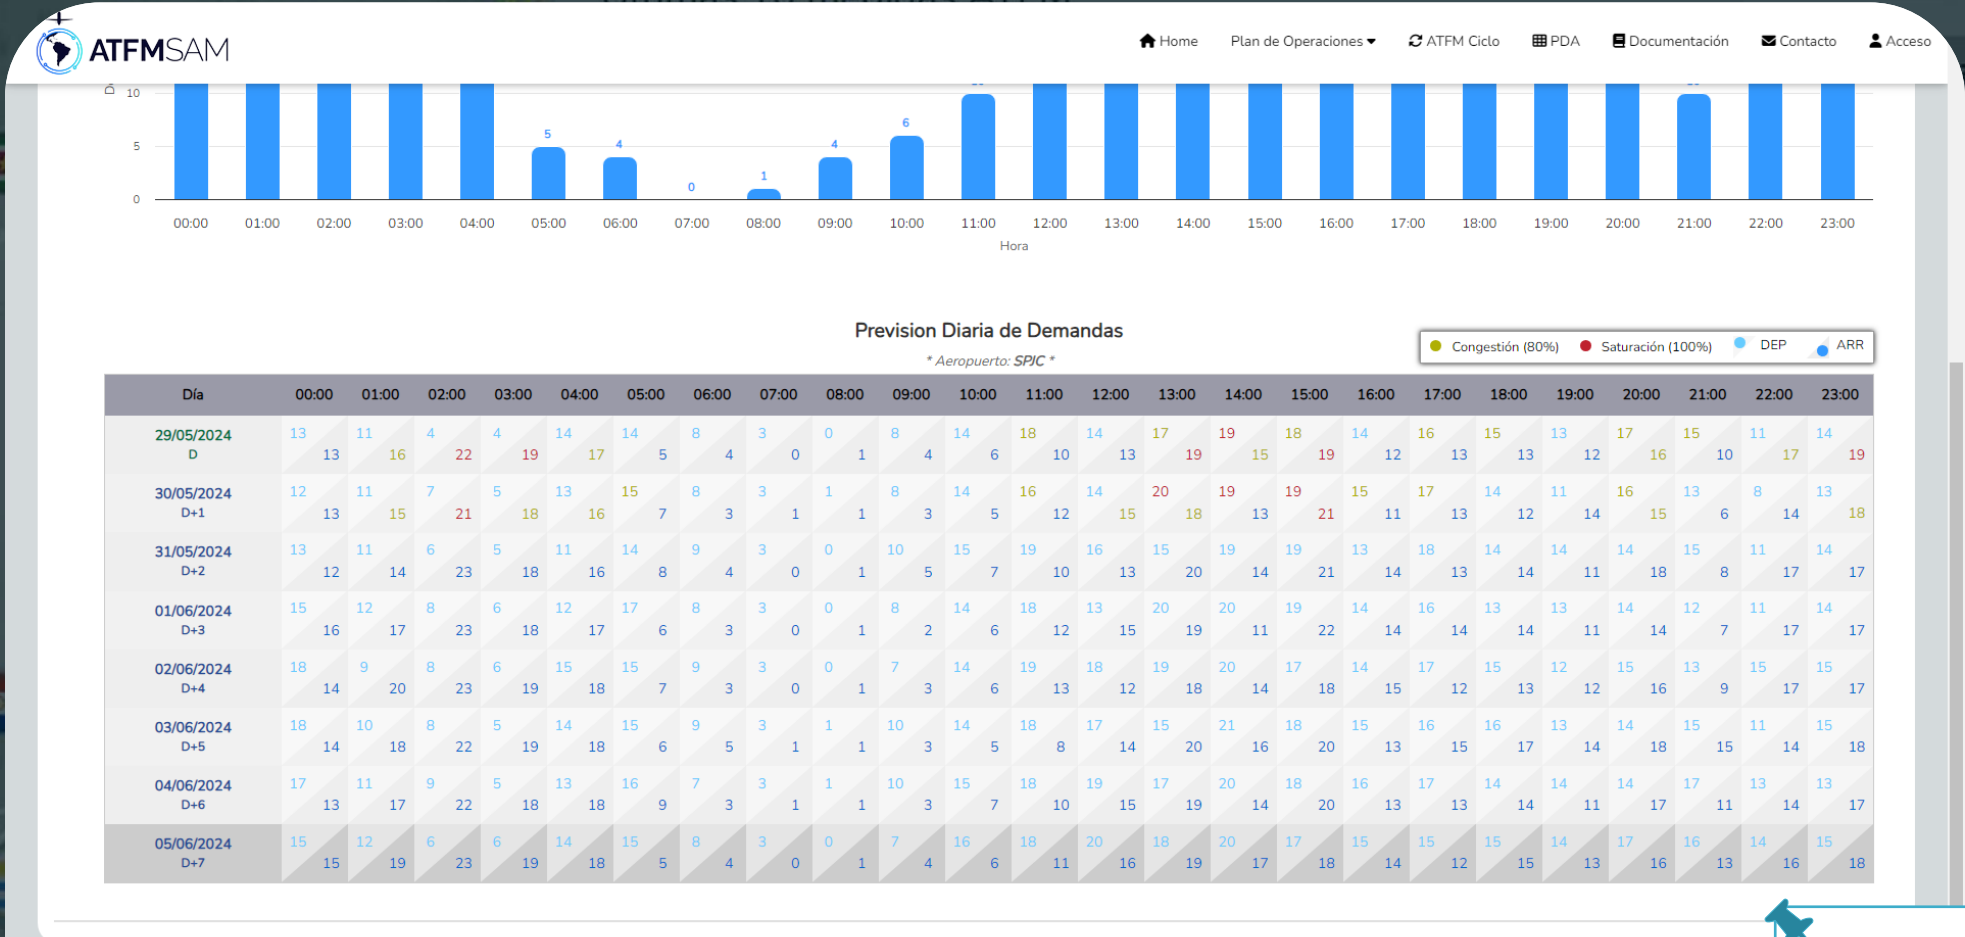 ATFMSAM
Home Plan de Operaciones ATFM Ciclo PDA Documentación Contacto Acceso
10
5
0
5 4 0 1 4 6
00:00 01:00 02:00 03:00 04:00 05:00 06:00 07:00 08:00 09:00 10:00 11:00 12:00 13:00 14:00 15:00 16:00 17:00 18:00 19:00 20:00 21:00 22:00 23:00
Hora
Prevision Diaria de Demandas
* Aeropuerto: SPJC *
Congestión (80%) Saturación (100%) DEP ARR
Día 00:00 01:00 02:00 03:00 04:00 05:00 06:00 07:00 08:00 09:00 10:00 11:00 12:00 13:00 14:00 15:00 16:00 17:00 18:00 19:00 20:00 21:00 22:00 23:00
29/05/2024 13 11 4 4 14 14 8 3 0 8 14 18 14 17 19 18 14 16 15 13 17 15 11 14
D 13 16 22 19 17 5 4 0 1 4 6 10 13 19 15 19 12 13 13 12 16 10 17 19
30/05/2024 12 11 7 5 13 15 8 3 1 8 14 16 14 20 19 19 15 17 14 11 16 13 8 13
D+1 13 15 21 18 16 7 3 1 1 3 5 12 15 18 13 21 11 13 12 14 15 6 14 18
31/05/2024 13 11 6 5 11 14 9 3 0 10 15 19 16 15 19 19 13 18 14 14 14 15 11 14
D+2 12 14 23 18 16 8 4 0 1 5 7 10 13 20 14 21 14 13 14 11 18 8 17 17
01/06/2024 15 12 8 6 12 17 8 3 0 8 14 18 13 20 20 19 14 16 13 13 14 12 11 14
D+3 16 17 23 18 17 6 3 0 1 2 6 12 15 19 11 22 14 14 14 11 14 7 17 17
02/06/2024 18 9 8 6 15 15 9 3 0 7 14 19 18 19 20 17 14 17 15 12 15 13 15 15
D+4 14 20 23 19 18 7 3 0 1 3 6 13 12 18 14 18 15 12 13 12 16 9 17 17
03/06/2024 18 10 8 5 14 15 9 3 1 10 14 18 17 15 21 18 15 16 16 13 14 15 11 15
D+5 14 18 22 19 18 6 5 1 1 3 5 8 14 20 16 20 13 15 17 14 18 15 14 18
04/06/2024 17 11 9 5 13 16 7 3 1 10 15 18 19 17 20 18 16 17 14 14 14 17 13 13
D+6 13 17 22 18 18 9 3 1 1 3 7 10 15 19 14 20 13 13 14 11 17 11 14 17
05/06/2024 15 12 6 6 14 15 8 3 0 7 16 18 20 18 20 17 15 15 15 14 17 16 14 15
D+7 15 19 23 19 18 5 4 0 1 4 6 11 16 19 17 18 14 12 15 13 16 13 16 18